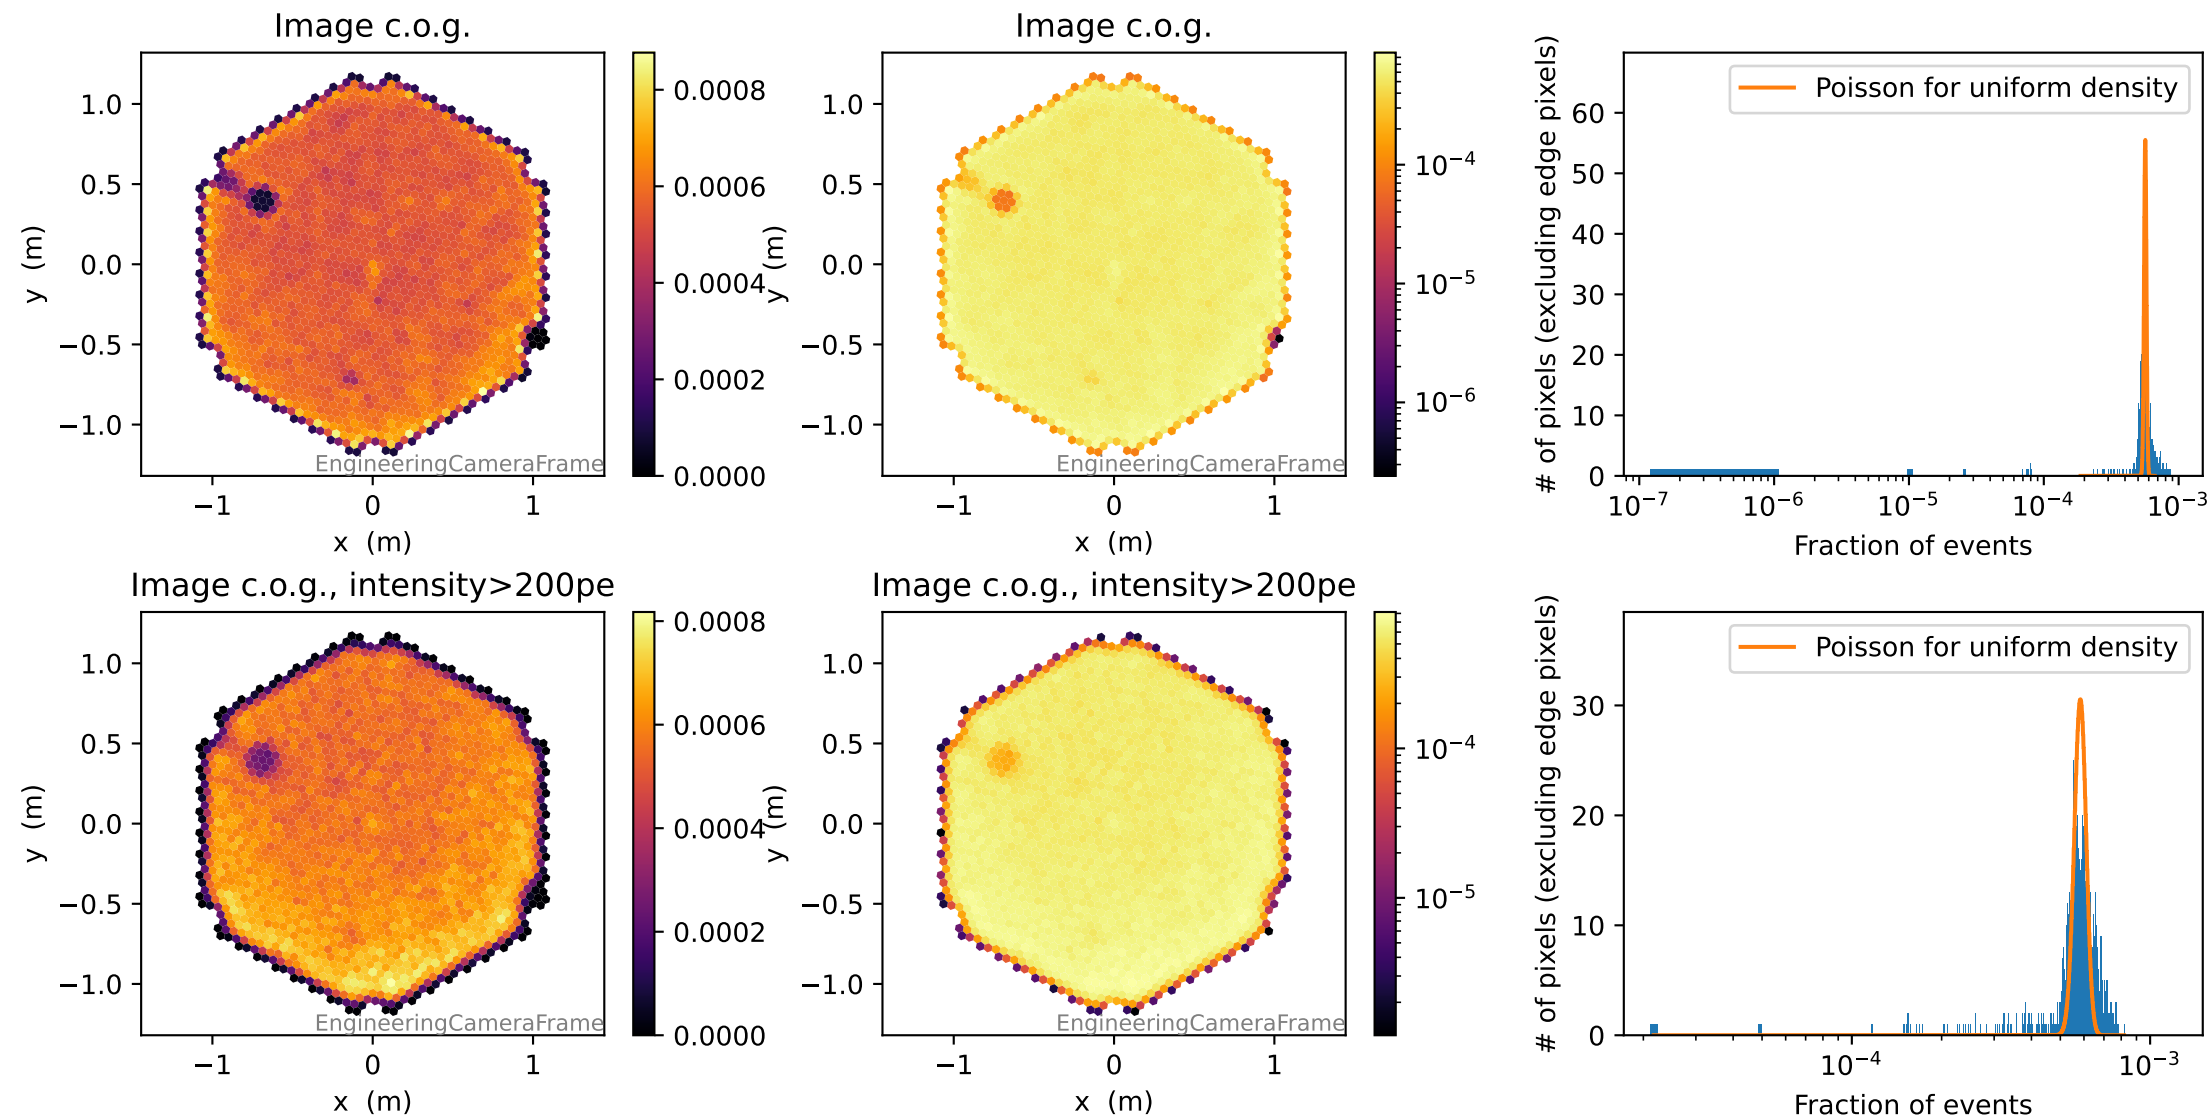 Image c.o.g.
1.0
0.5
0.0
−0.5
−1.0
y (m)
−1
0
1
x (m)
EngineeringCameraFrame
0.0008
0.0006
0.0004
0.0002
0.0000
Image c.o.g.
1.0
0.5
0.0
−0.5
−1.0
y (m)
−1
0
1
x (m)
EngineeringCameraFrame
10⁻⁴
10⁻⁵
10⁻⁶
# of pixels (excluding edge pixels)
60
50
40
30
20
10
0
Poisson for uniform density
10⁻⁷
10⁻⁶
10⁻⁵
10⁻⁴
10⁻³
Fraction of events
Image c.o.g., intensity>200pe
1.0
0.5
0.0
−0.5
−1.0
y (m)
−1
0
1
x (m)
EngineeringCameraFrame
0.0008
0.0006
0.0004
0.0002
0.0000
Image c.o.g., intensity>200pe
1.0
0.5
0.0
−0.5
−1.0
y (m)
−1
0
1
x (m)
EngineeringCameraFrame
10⁻⁴
10⁻⁵
# of pixels (excluding edge pixels)
30
20
10
0
Poisson for uniform density
10⁻⁴
10⁻³
Fraction of events